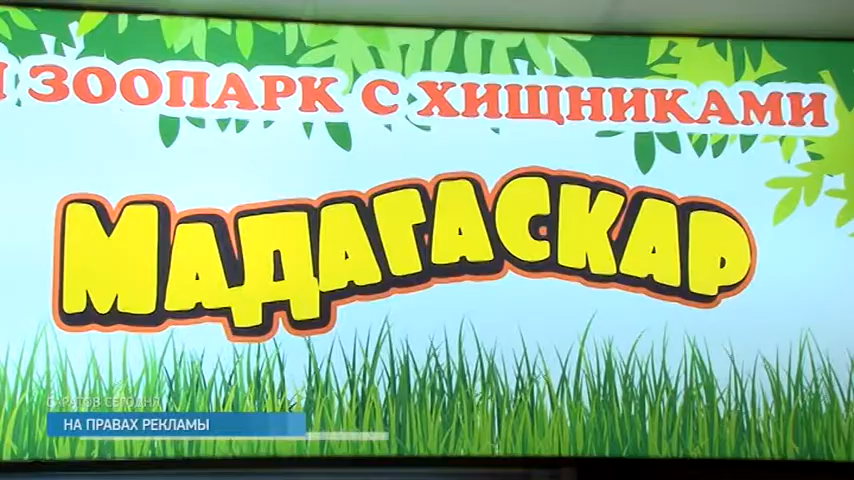 ЗООПАРК С ХИЩНИКАМИ
МАДАГАСКАР
САРАТОВ СЕГОДНЯ
НА ПРАВАХ РЕКЛАМЫ